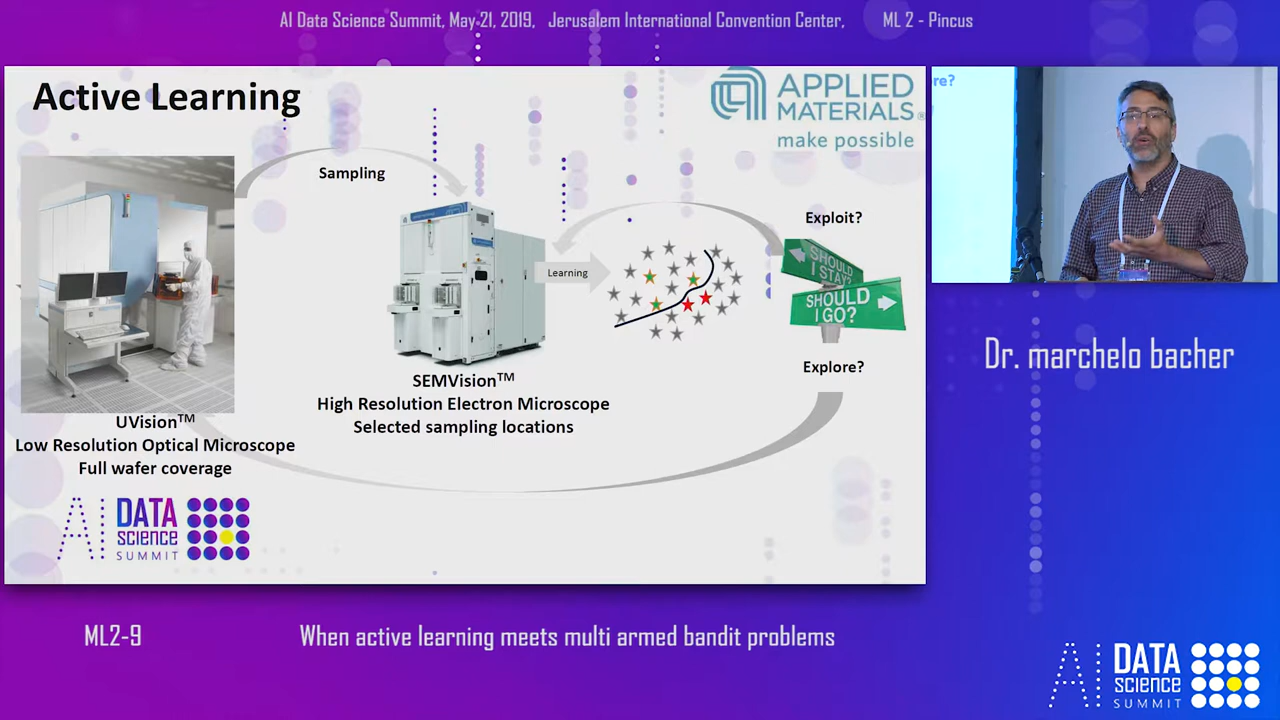 AI Data Science Summit, May 21, 2019, Jerusalem International Convention Center, ML 2 - Pincus
Active Learning
APPLIED
MATERIALS®
make possible
re?
Sampling
Exploit?
SHOULD
I STAY?
SHOULD
I GO?
Learning
Explore?
SEMVision™
High Resolution Electron Microscope
Selected sampling locations
UVision™
Low Resolution Optical Microscope
Full wafer coverage
Dr. marchelo bacher
AI DATA
SCIENCE
SUMMIT
ML2-9 When active learning meets multi armed bandit problems
AI DATA
SCIENCE
SUMMIT